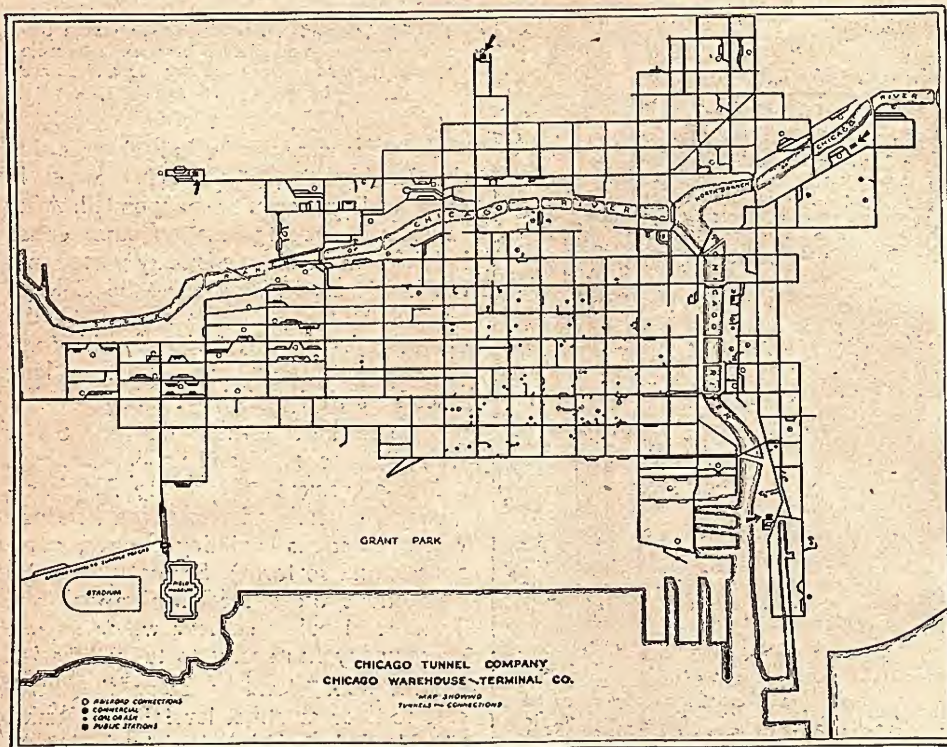 RIVER
CHICAGO
NORTH BRANCH
CHICAGO RIVER
GRANT PARK
STADIUM
FIELD
MUSEUM
CHICAGO TUNNEL COMPANY
CHICAGO WAREHOUSE & TERMINAL CO.
MAP SHOWING
TUNNELS AND CONNECTIONS
RAILROAD CONNECTIONS
COMMERCIAL
COAL OR ASH
PUBLIC STATIONS